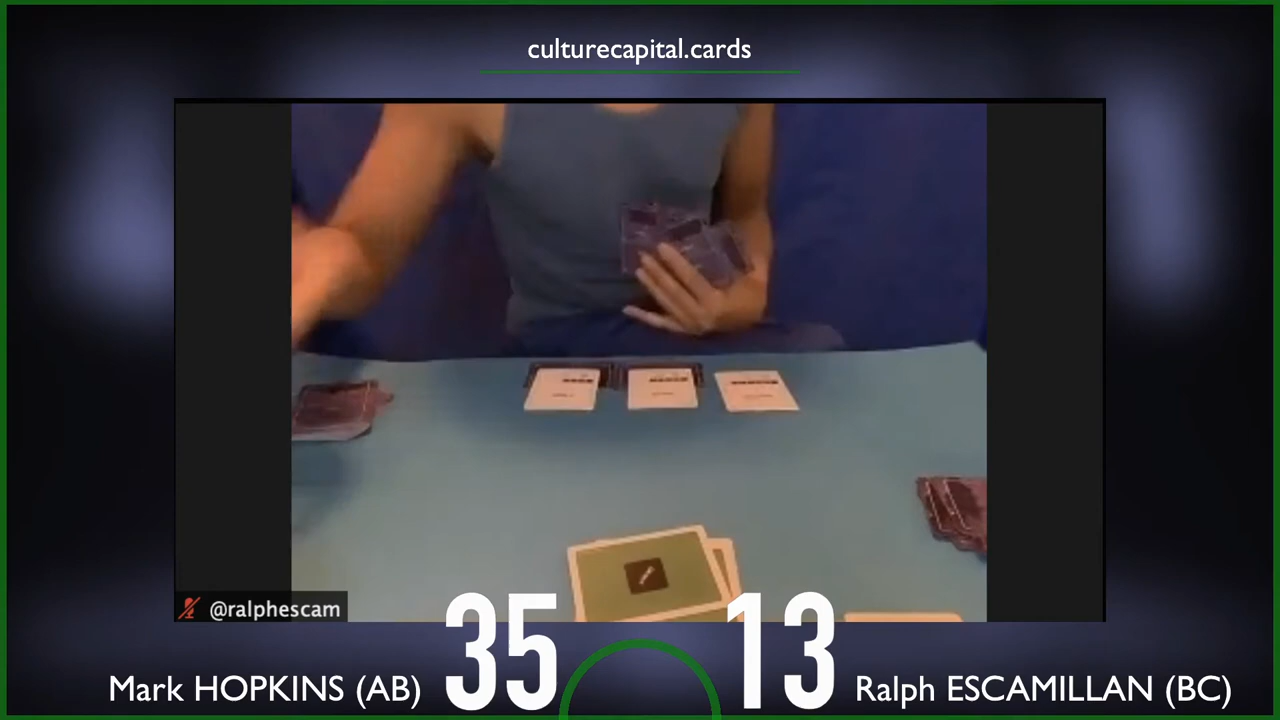 culturecapital.cards
@ralphescam
35 13
Mark HOPKINS (AB) Ralph ESCAMILLAN (BC)